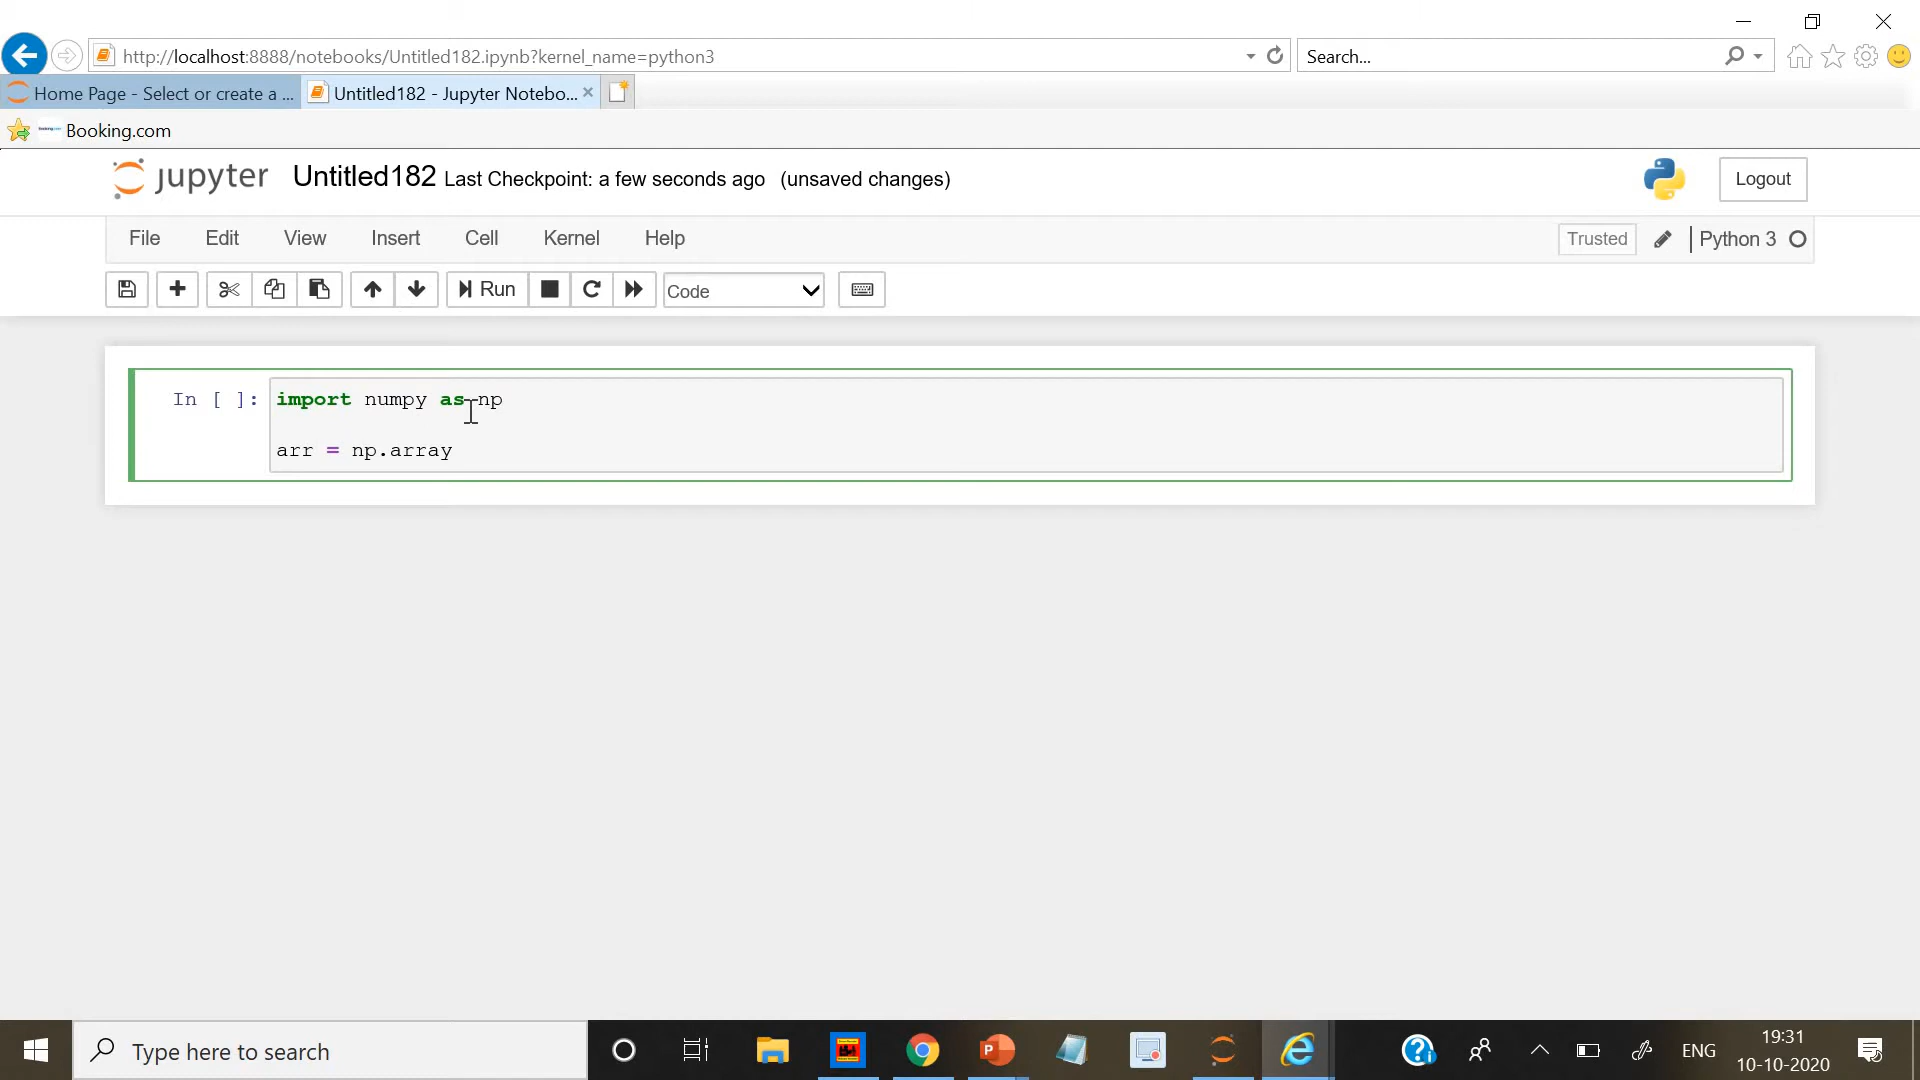 http://localhost:8888/notebooks/Untitled182.ipynb?kernel_name=python3
Search...
Home Page - Select or create a ...
Untitled182 - Jupyter Notebo...
Booking.com
jupyter Untitled182 Last Checkpoint: a few seconds ago (unsaved changes)
Logout
File Edit View Insert Cell Kernel Help
Trusted
Python 3
Run
Code
In [ ]: import numpy as np
arr = np.array
Type here to search
ENG
19:31
10-10-2020